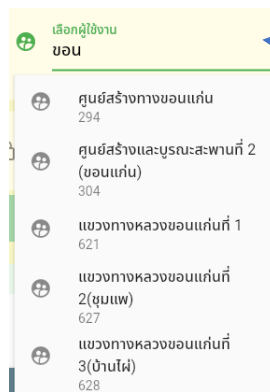 เลือกผู้ใช้งาน
ขอน
ศูนย์สร้างทางขอนแก่น
294
ศูนย์สร้างและบูรณะสะพานที่ 2
(ขอนแก่น)
304
แขวงทางหลวงขอนแก่นที่ 1
621
แขวงทางหลวงขอนแก่นที่
2(ชุมแพ)
627
แขวงทางหลวงขอนแก่นที่
3(บ้านไผ่)
628